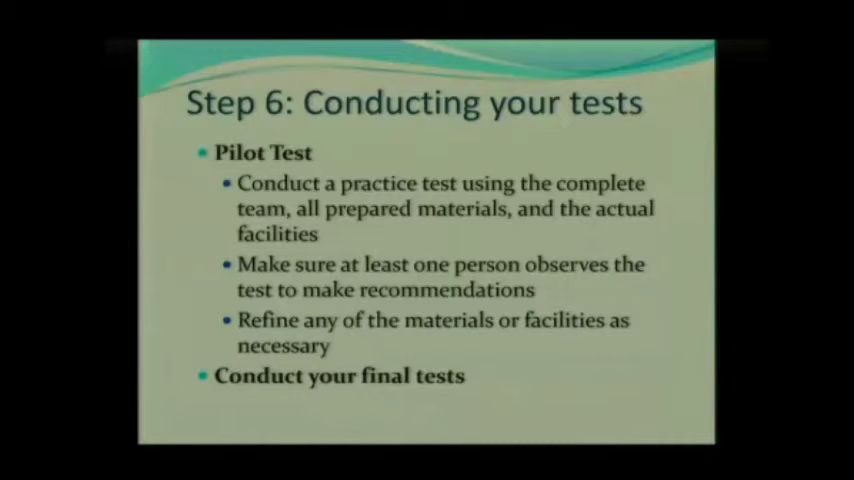 Step 6: Conducting your tests
• Pilot Test
• Conduct a practice test using the complete
team, all prepared materials, and the actual
facilities
• Make sure at least one person observes the
test to make recommendations
• Refine any of the materials or facilities as
necessary
• Conduct your final tests